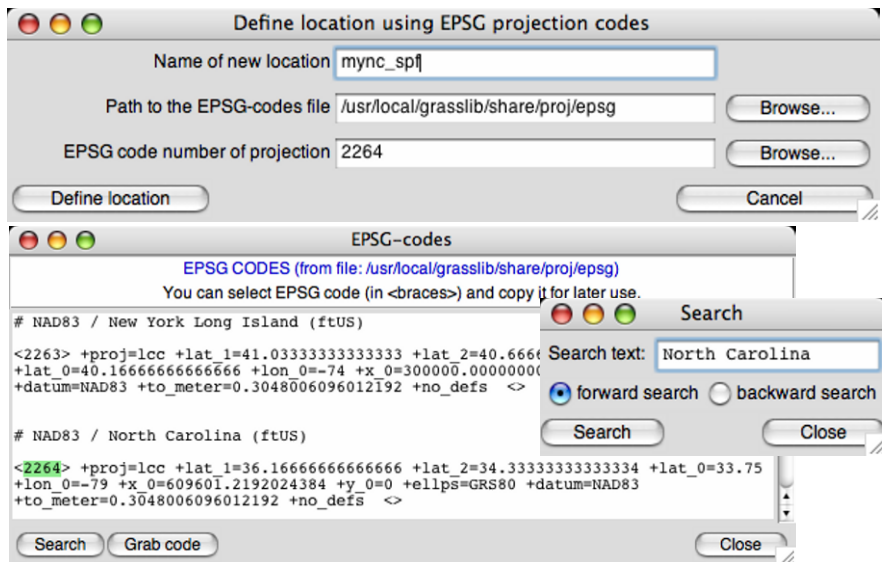 Define location using EPSG projection codes
Name of new location mync_spf
Path to the EPSG-codes file /usr/local/grasslib/share/proj/epsg Browse...
EPSG code number of projection 2264 Browse...
Define location Cancel
EPSG-codes
EPSG CODES (from file: /usr/local/grasslib/share/proj/epsg)
You can select EPSG code (in <braces>) and copy it for later use.
# NAD83 / New York Long Island (ftUS)
<2263> +proj=lcc +lat_1=41.03333333333333 +lat_2=40.6666
+lat_0=40.16666666666666 +lon_0=-74 +x_0=300000.0000000
+datum=NAD83 +to_meter=0.3048006096012192 +no_defs <>
# NAD83 / North Carolina (ftUS)
<2264> +proj=lcc +lat_1=36.16666666666666 +lat_2=34.33333333333334 +lat_0=33.75
+lon_0=-79 +x_0=609601.2192024384 +y_0=0 +ellps=GRS80 +datum=NAD83
+to_meter=0.3048006096012192 +no_defs <>
Search Grab code Close
Search
Search text: North Carolina
forward search backward search
Search Close